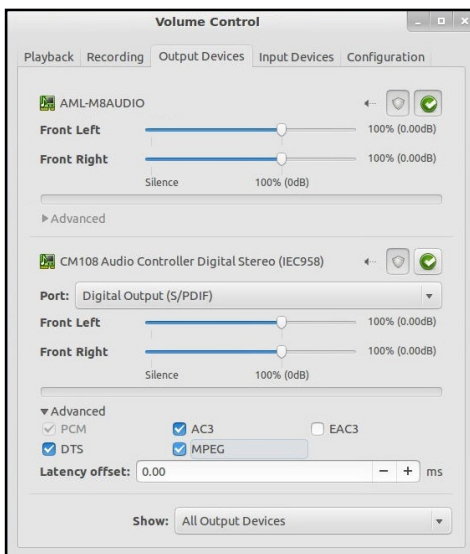 Volume Control
Playback Recording Output Devices Input Devices Configuration
AML-M8AUDIO
Front Left 100% (0.00dB)
Front Right 100% (0.00dB)
Silence 100% (0dB)
Advanced
CM108 Audio Controller Digital Stereo (IEC958)
Port: Digital Output (S/PDIF)
Front Left 100% (0.00dB)
Front Right 100% (0.00dB)
Silence 100% (0dB)
Advanced
PCM AC3 EAC3
DTS MPEG
Latency offset: 0.00 − + ms
Show: All Output Devices